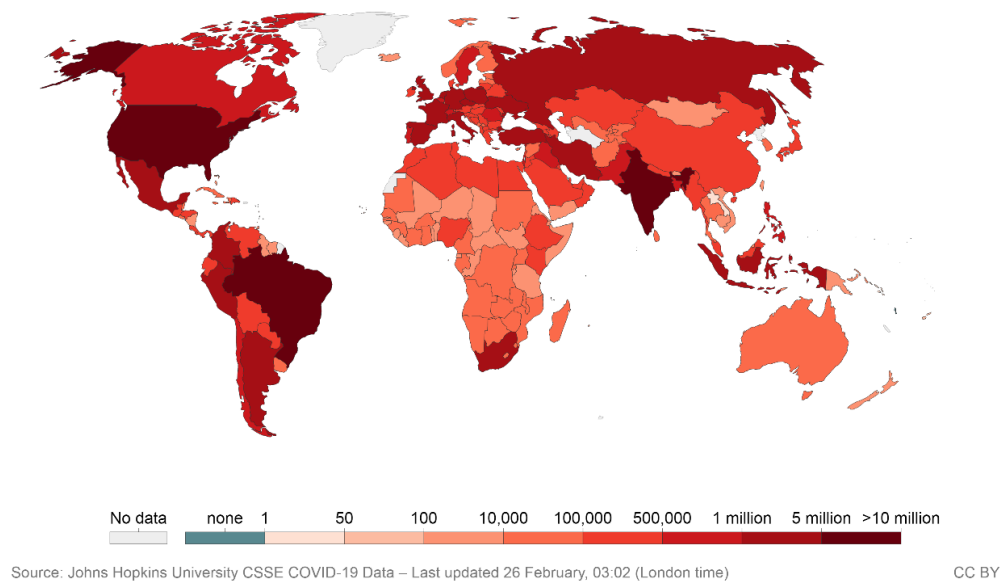 No data none 1 50 100 10,000 100,000 500,000 1 million 5 million >10 million
Source: Johns Hopkins University CSSE COVID-19 Data – Last updated 26 February, 03:02 (London time) CC BY